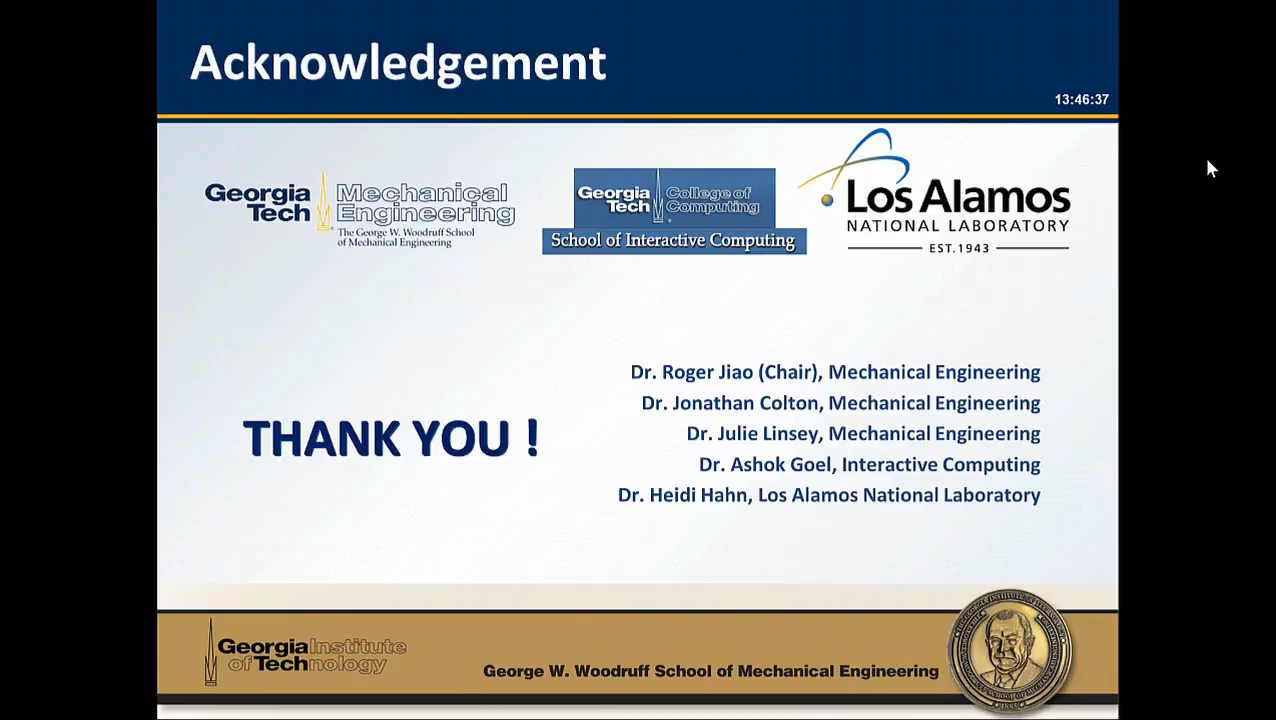 Acknowledgement
13:46:37
Georgia Tech
Mechanical Engineering
The George W. Woodruff School
of Mechanical Engineering
Georgia Tech
College of Computing
School of Interactive Computing
Los Alamos
NATIONAL LABORATORY
EST.1943
Dr. Roger Jiao (Chair), Mechanical Engineering
Dr. Jonathan Colton, Mechanical Engineering
Dr. Julie Linsey, Mechanical Engineering
THANK YOU !
Dr. Ashok Goel, Interactive Computing
Dr. Heidi Hahn, Los Alamos National Laboratory
Georgia Institute
of Technology
George W. Woodruff School of Mechanical Engineering